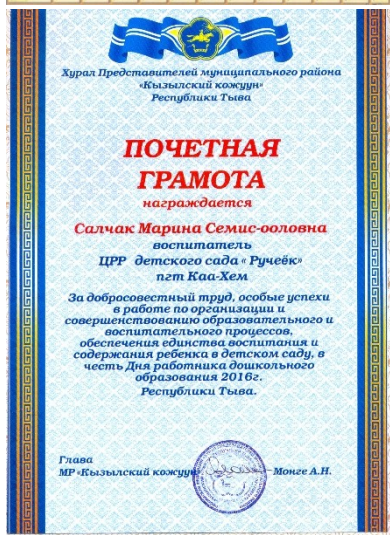 Хурал Представителей муниципального района
«Кызылский кожуун»
Республики Тыва
ПОЧЕТНАЯ
ГРАМОТА
награждается
Салчак Марина Семис-ооловна
воспитатель
ЦРР детского сада « Ручеёк»
пгт Каа-Хем
За добросовестный труд, особые успехи
в работе по организации и
совершенствованию образовательного и
воспитательного процессов,
обеспечения единства воспитания и
содержания ребенка в детском саду, в
честь Дня работника дошкольного
образования 2016г.
Республики Тыва.
Глава
МР «Кызылский кожуун» Монге А.Н.